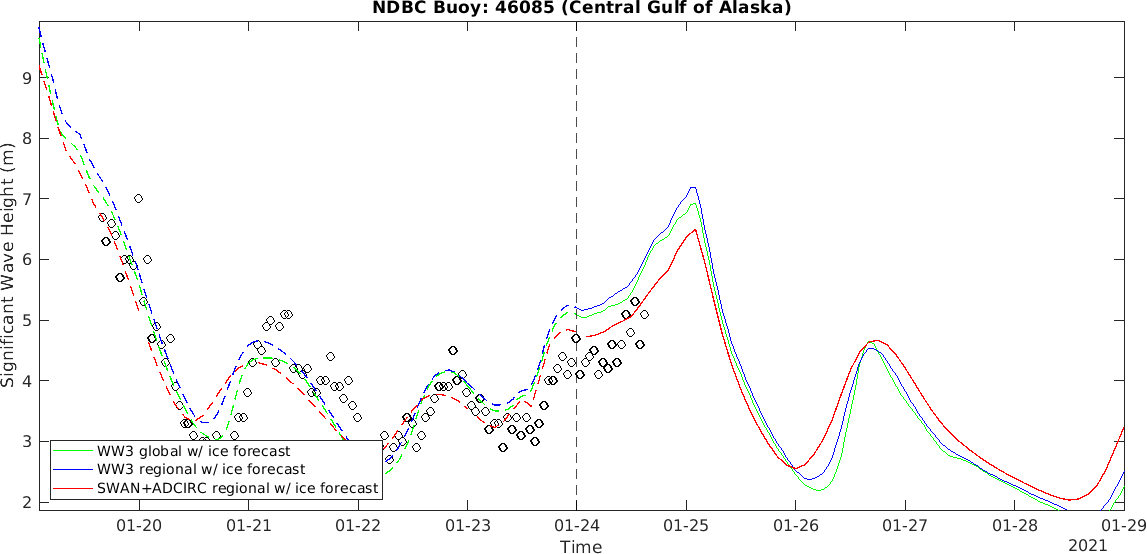 NDBC Buoy: 46085 (Central Gulf of Alaska)
Significant Wave Height (m)
9
8
7
6
5
4
3
2
WW3 global w/ ice forecast
WW3 regional w/ ice forecast
SWAN+ADCIRC regional w/ ice forecast
01-20 01-21 01-22 01-23 01-24 01-25 01-26 01-27 01-28 01-29
Time
2021